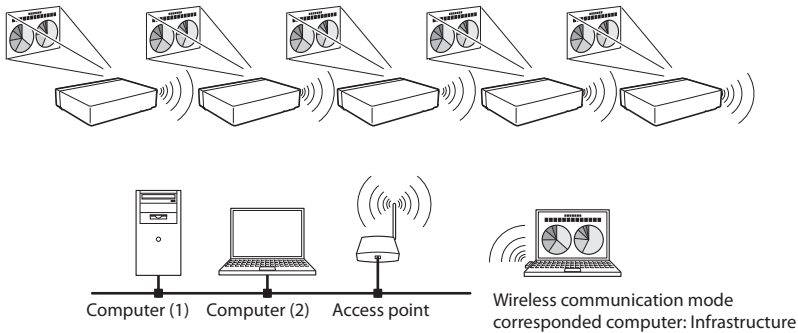 Computer (1) Computer (2) Access point
Wireless communication mode
corresponded computer: Infrastructure